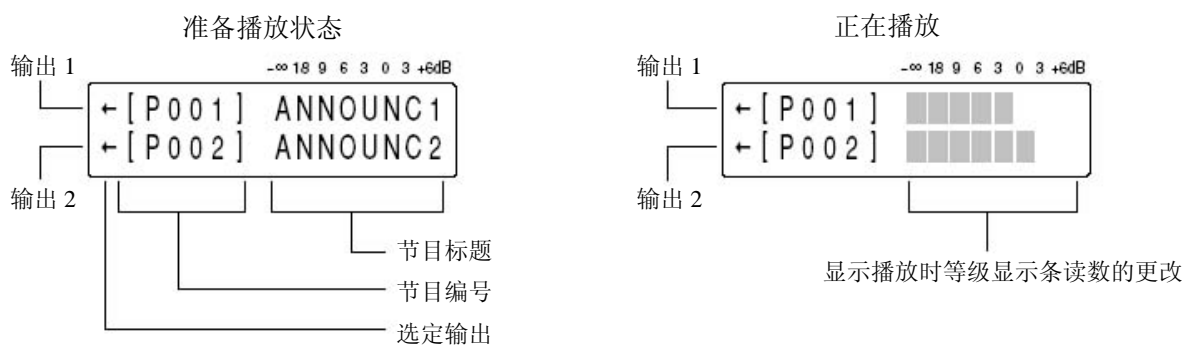 准备播放状态
输出 1
-∞ 18 9 6 3 0 3 +6dB
←[P001] ANNOUNC1
←[P002] ANNOUNC2
输出 2
节目标题
节目编号
选定输出
正在播放
输出 1
-∞ 18 9 6 3 0 3 +6dB
←[P001]
←[P002]
输出 2
显示播放时等级显示条读数的更改